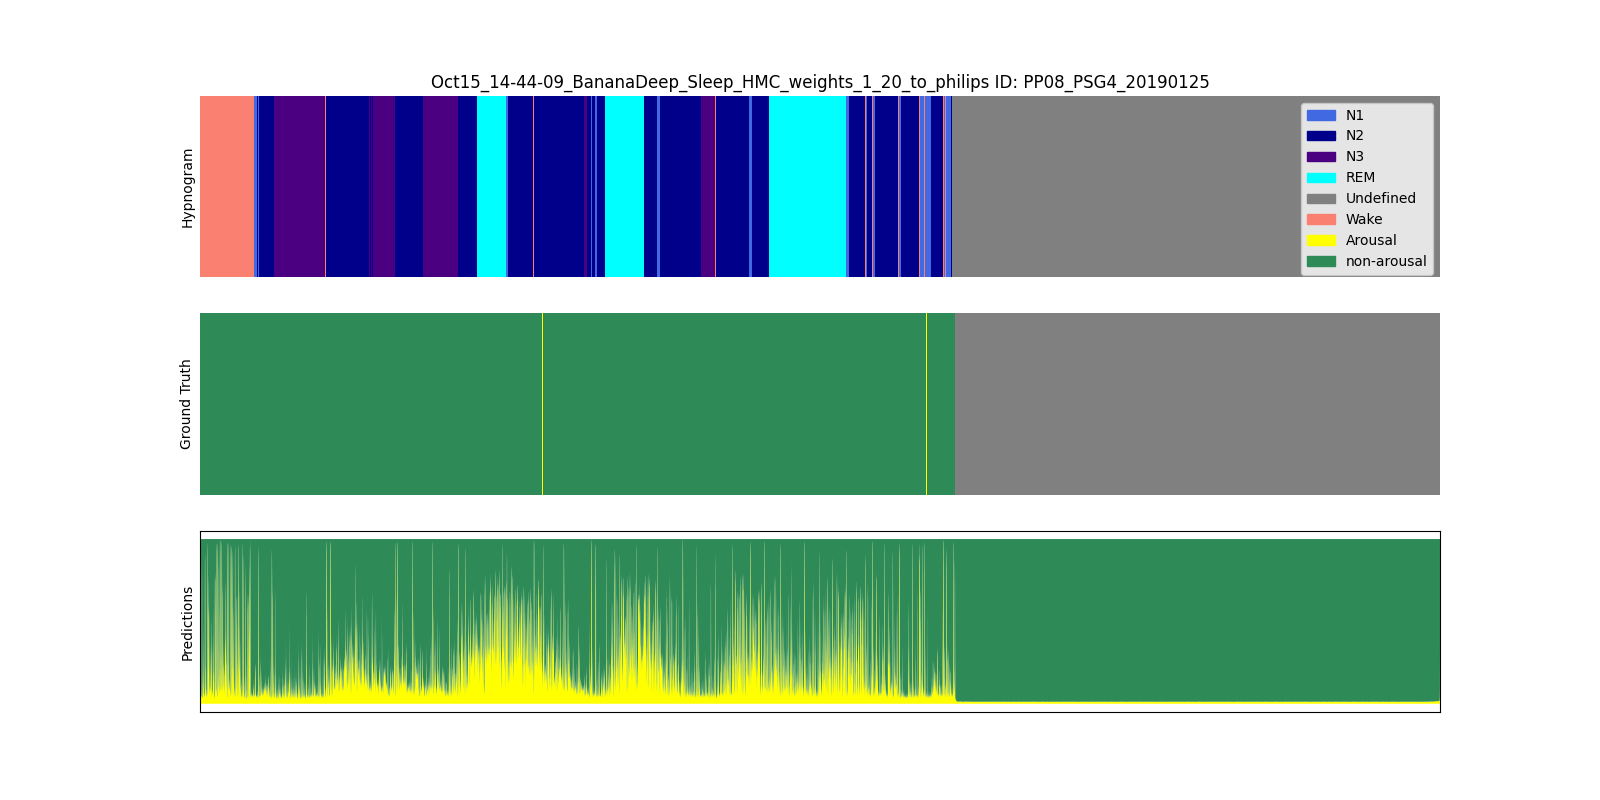 Oct15_14-44-09_BananaDeep_Sleep_HMC_weights_1_20_to_philips ID: PP08_PSG4_20190125
Hypnogram
N1
N2
N3
REM
Undefined
Wake
Arousal
non-arousal
Ground Truth
Predictions